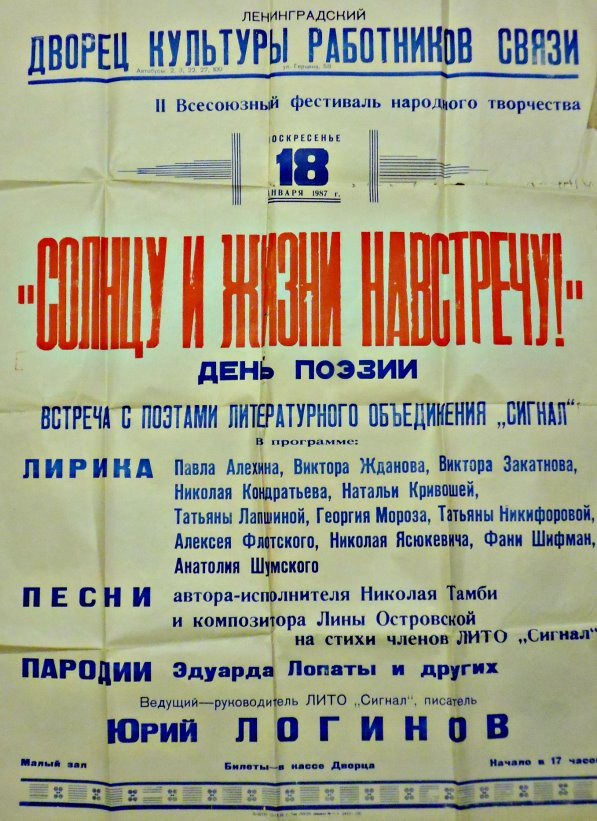 ЛЕНИНГРАДСКИЙ
ДВОРЕЦ КУЛЬТУРЫ РАБОТНИКОВ СВЯЗИ
Автобусы 2, 3, 22, 27, 100 ул. Герцена, 58
II Всесоюзный фестиваль народного творчества
ВОСКРЕСЕНЬЕ
18
ЯНВАРЯ 1987 г.
"СОЛНЦУ И ЖИЗНИ НАВСТРЕЧУ!"
ДЕНЬ ПОЭЗИИ
ВСТРЕЧА С ПОЭТАМИ ЛИТЕРАТУРНОГО ОБЪЕДИНЕНИЯ „СИГНАЛ"
В программе:
ЛИРИКА Павла Алехина, Виктора Жданова, Виктора Закатнова,
Николая Кондратьева, Натальи Кривошей,
Татьяны Лапшиной, Георгия Мороза, Татьяны Никифоровой,
Алексея Флотского, Николая Ясюкевича, Фани Шифман,
Анатолия Шумского
ПЕСНИ автора-исполнителя Николая Тамби
и композитора Лины Островской
на стихи членов ЛИТО „Сигнал"
ПАРОДИИ Эдуарда Лопаты и других
Ведущий—руководитель ЛИТО „Сигнал", писатель
Юрий ЛОГИНОВ
Малый зал Билеты—в кассе Дворца Начало в 17 часов